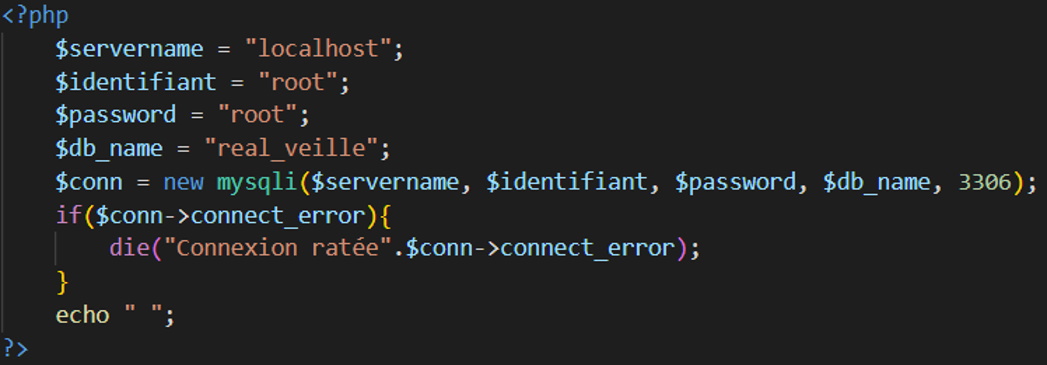 <?php
$servername = "localhost";
$identifiant = "root";
$password = "root";
$db_name = "real_veille";
$conn = new mysqli($servername, $identifiant, $password, $db_name, 3306);
if($conn->connect_error){
die("Connexion ratée".$conn->connect_error);
}
echo " ";
?>